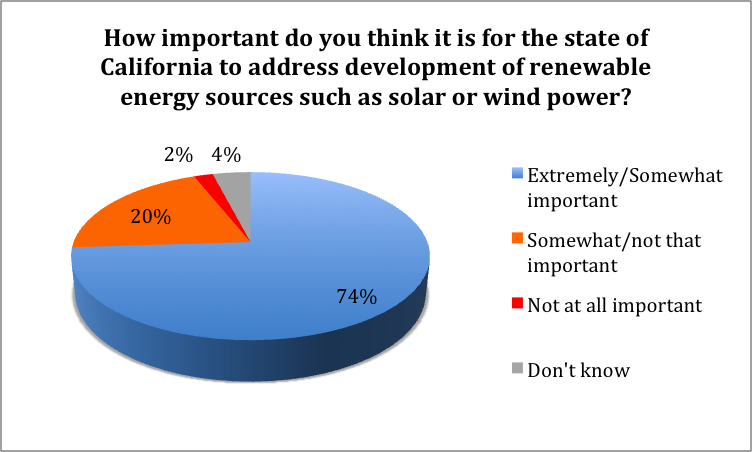 How important do you think it is for the state of
California to address development of renewable
energy sources such as solar or wind power?
2%
4%
20%
74%
Extremely/Somewhat
important
Somewhat/not that
important
Not at all important
Don't know